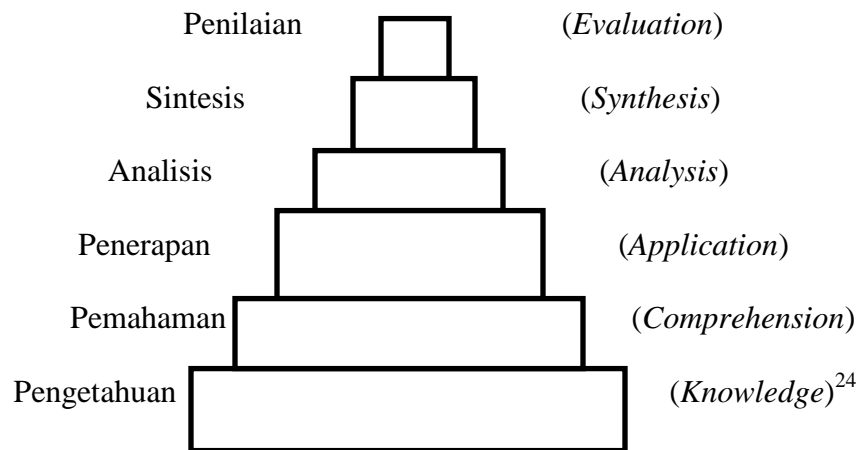 Penilaian (Evaluation)
Sintesis (Synthesis)
Analisis (Analysis)
Penerapan (Application)
Pemahaman (Comprehension)
Pengetahuan (Knowledge)24